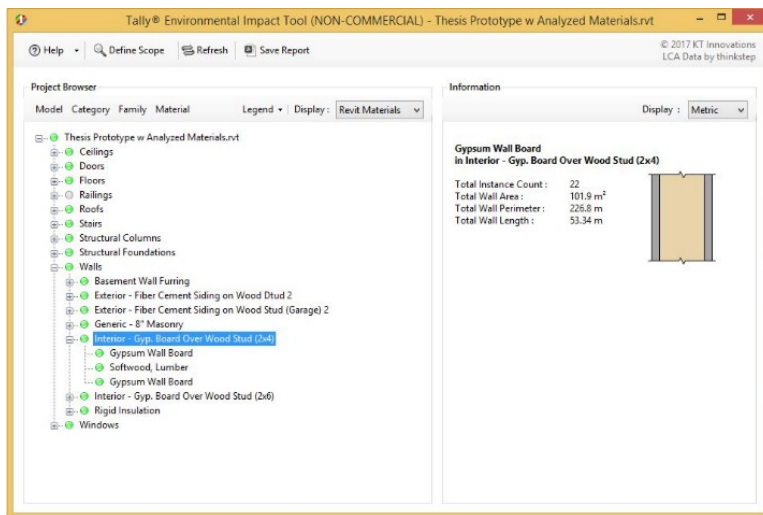 Tally® Environmental Impact Tool (NON-COMMERCIAL) - Thesis Prototype w Analyzed Materials.rvt
Help Define Scope Refresh Save Report
© 2017 KT Innovations
LCA Data by thinkstep
Project Browser
Model Category Family Material Legend Display: Revit Materials
Thesis Prototype w Analyzed Materials.rvt
Ceilings
Doors
Floors
Railings
Roofs
Stairs
Structural Columns
Structural Foundations
Walls
Basement Wall Furring
Exterior - Fiber Cement Siding on Wood Dtud 2
Exterior - Fiber Cement Siding on Wood Stud (Garage) 2
Generic - 8" Masonry
Interior - Gyp. Board Over Wood Stud (2x4)
Gypsum Wall Board
Softwood, Lumber
Gypsum Wall Board
Interior - Gyp. Board Over Wood Stud (2x6)
Rigid Insulation
Windows
Information
Display : Metric
Gypsum Wall Board
in Interior - Gyp. Board Over Wood Stud (2x4)
Total Instance Count : 22
Total Wall Area : 101.9 m²
Total Wall Perimeter : 226.8 m
Total Wall Length : 53.34 m